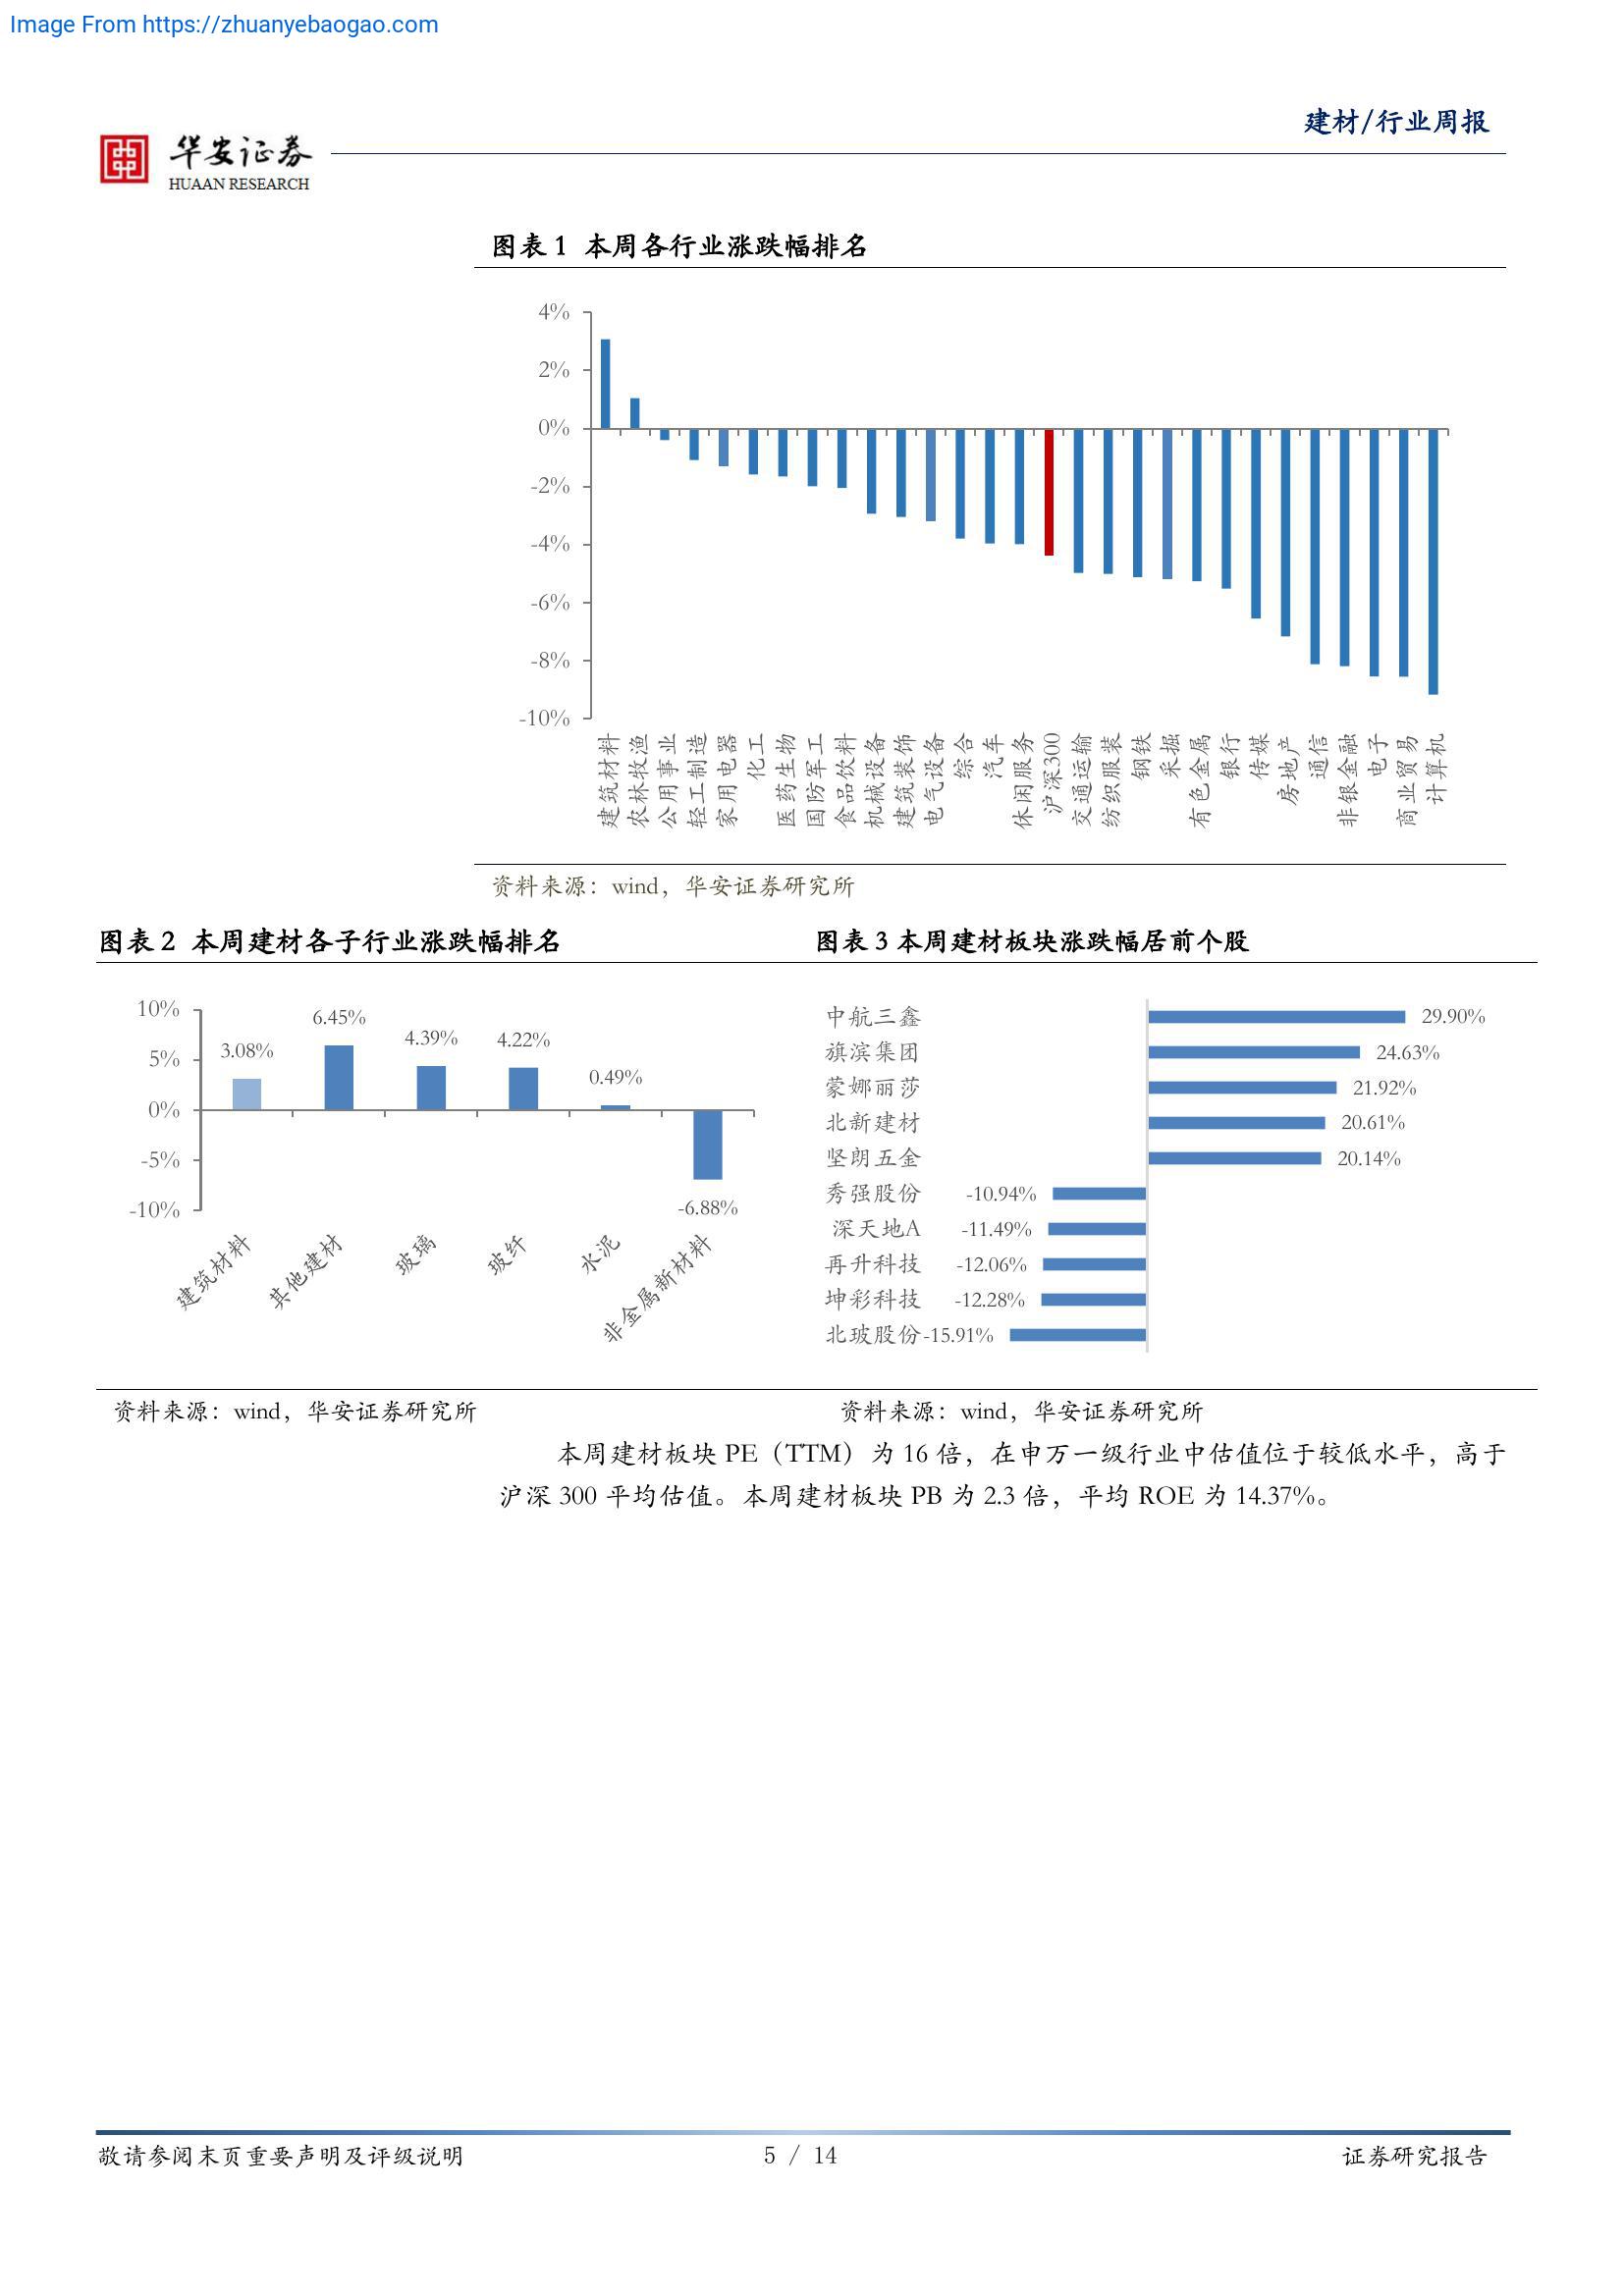 Image From https://zhuanyebaogao.com
建材/行业周报
华安证券
HUAAN RESEARCH
图表 1 本周各行业涨跌幅排名
4%
2%
0%
-2%
-4%
-6%
-8%
-10%
建筑材料
农林牧渔
公用事业
轻工制造
家用电器
化工
医药生物
国防军工
食品饮料
机械设备
建筑装饰
电气设备
综合
汽车
休闲服务
沪深300
交通运输
纺织服装
钢铁
采掘
有色金属
银行
传媒
房地产
通信
非银金融
电子
商业贸易
计算机
资料来源：wind，华安证券研究所
图表 2 本周建材各子行业涨跌幅排名
10%
5%
0%
-5%
-10%
3.08%
6.45%
4.39%
4.22%
0.49%
-6.88%
建筑材料
其他建材
玻璃
玻纤
水泥
非金属新材料
资料来源：wind，华安证券研究所
图表 3 本周建材板块涨跌幅居前个股
中航三鑫 29.90%
旗滨集团 24.63%
蒙娜丽莎 21.92%
北新建材 20.61%
坚朗五金 20.14%
秀强股份 -10.94%
深天地A -11.49%
再升科技 -12.06%
坤彩科技 -12.28%
北玻股份 -15.91%
资料来源：wind，华安证券研究所
本周建材板块 PE（TTM）为 16 倍，在申万一级行业中估值位于较低水平，高于
沪深 300 平均估值。本周建材板块 PB 为 2.3 倍，平均 ROE 为 14.37%。
敬请参阅末页重要声明及评级说明
5 / 14
证券研究报告